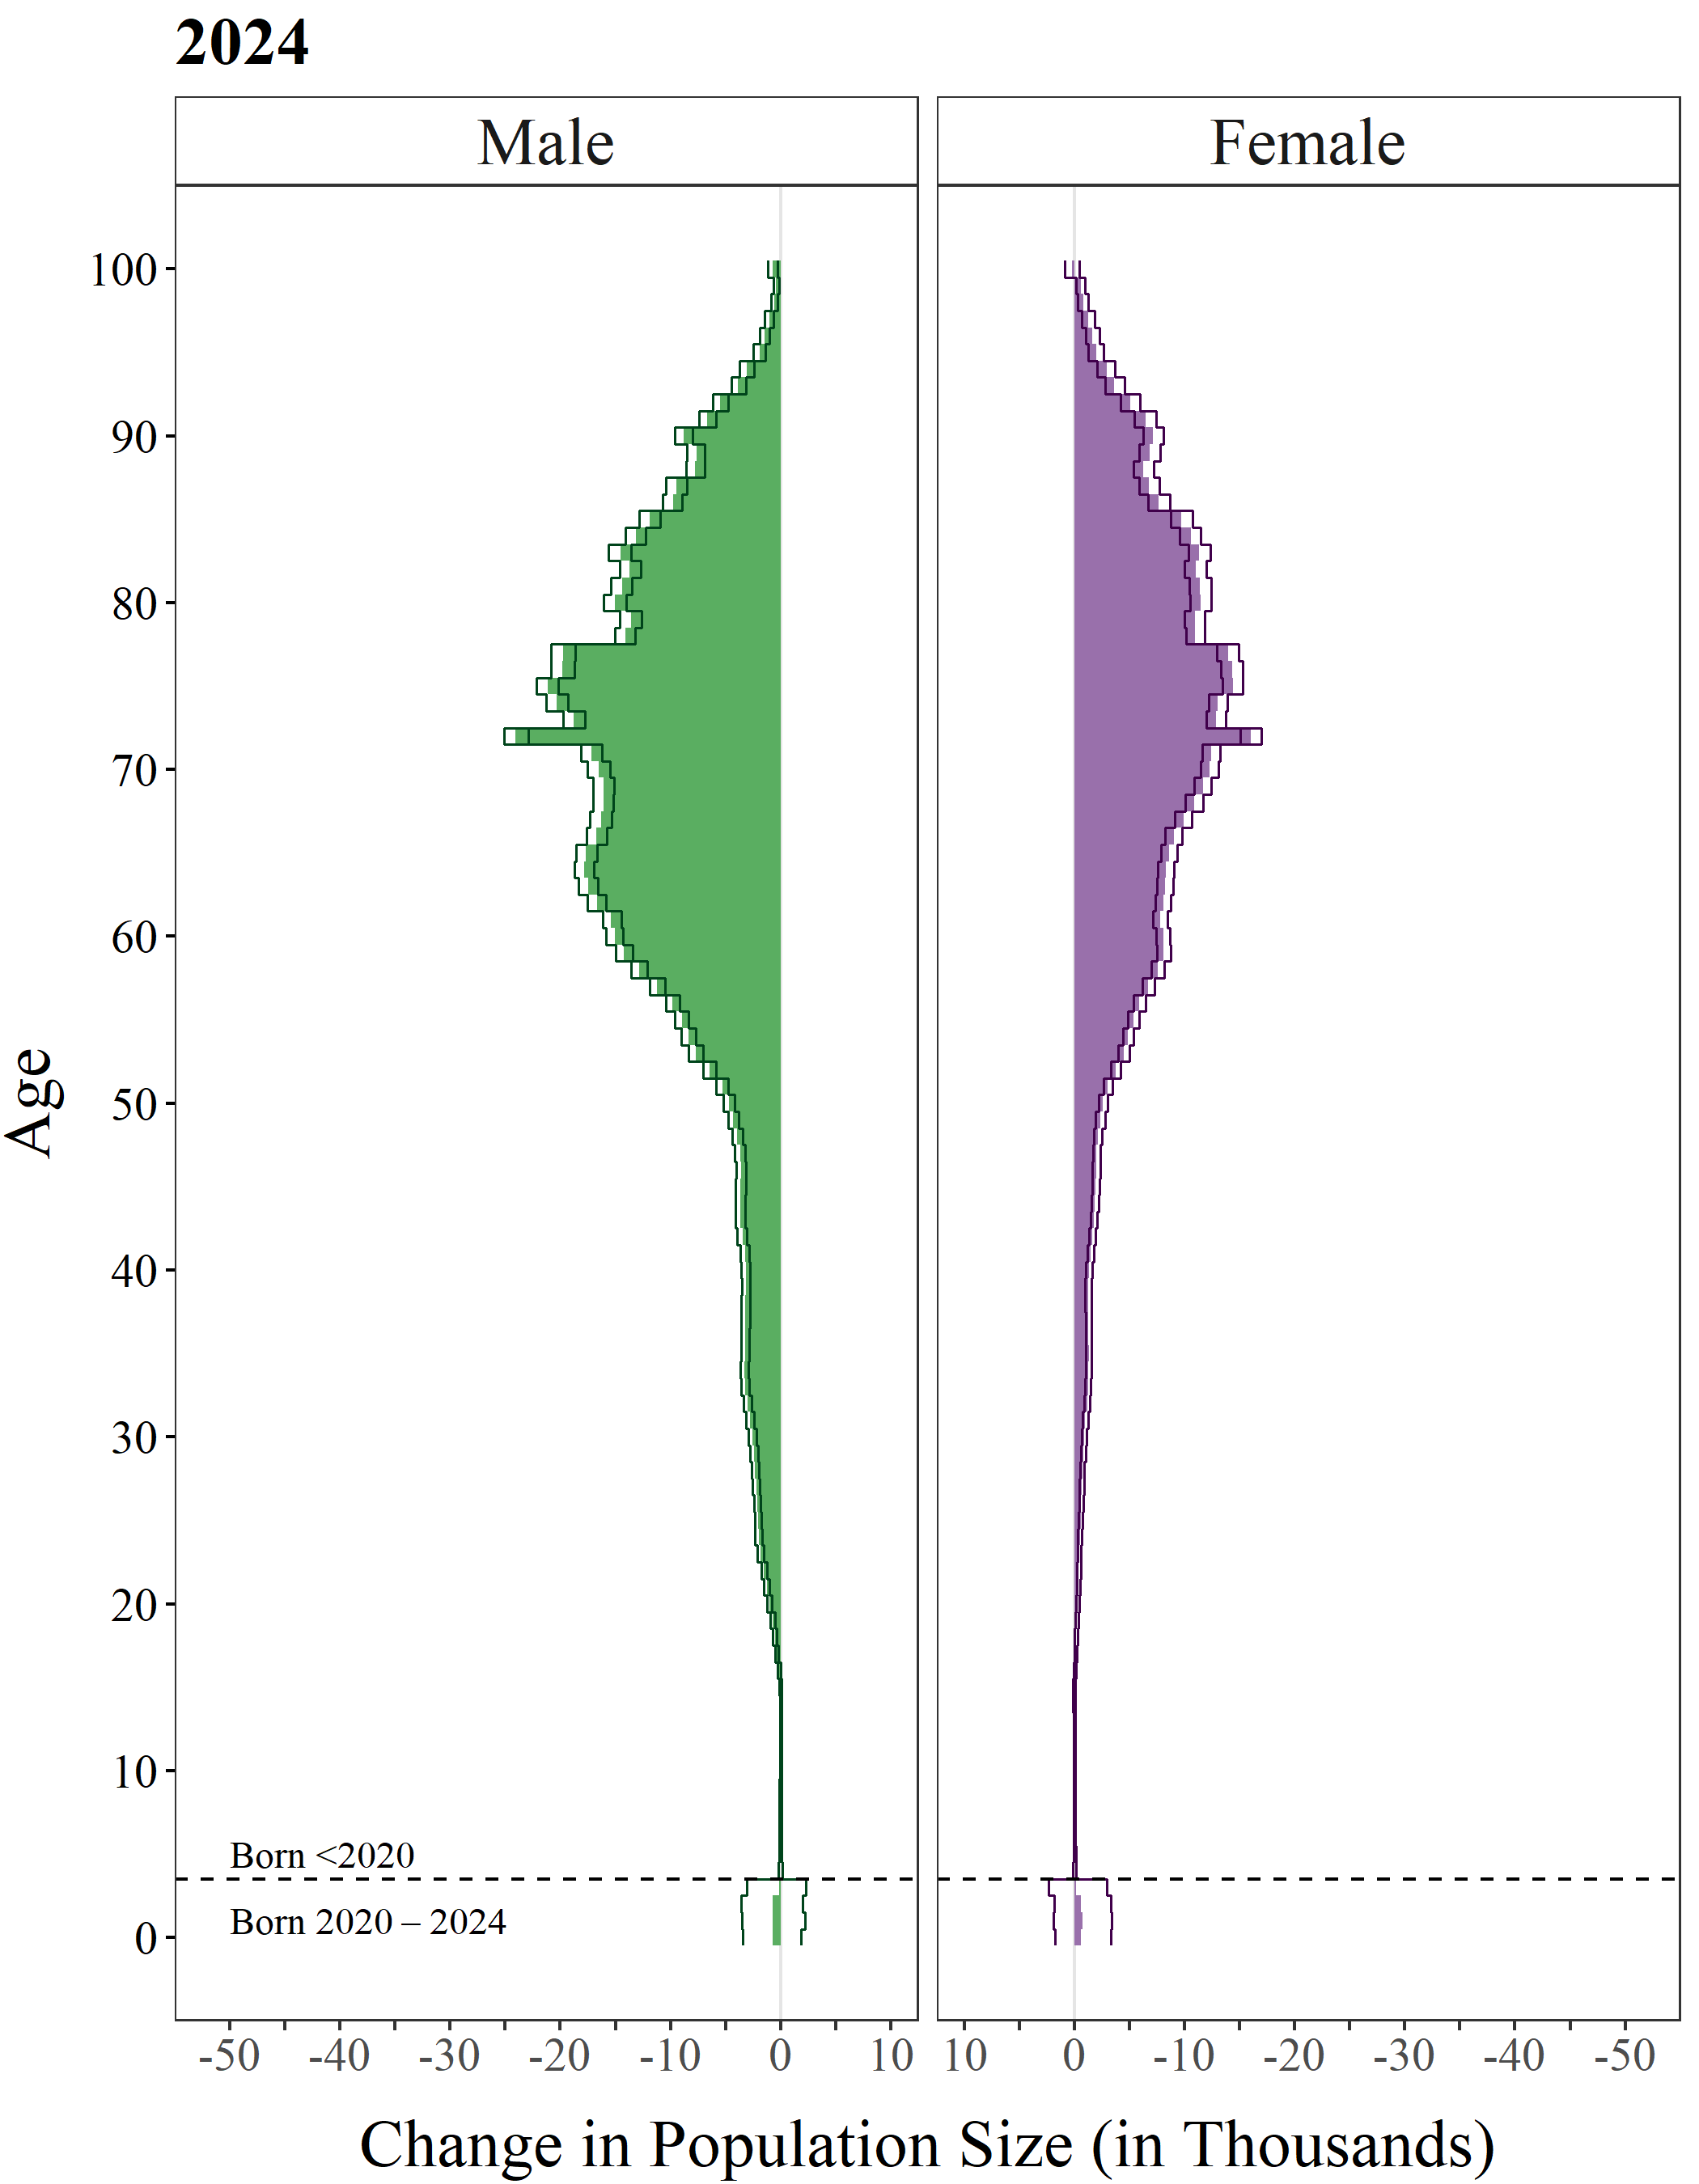 2024
Male Female
Age
100
90
80
70
60
50
40
30
20
10
0
Born <2020
Born 2020 – 2024
-50 -40 -30 -20 -10 0 10 10 0 -10 -20 -30 -40 -50
Change in Population Size (in Thousands)